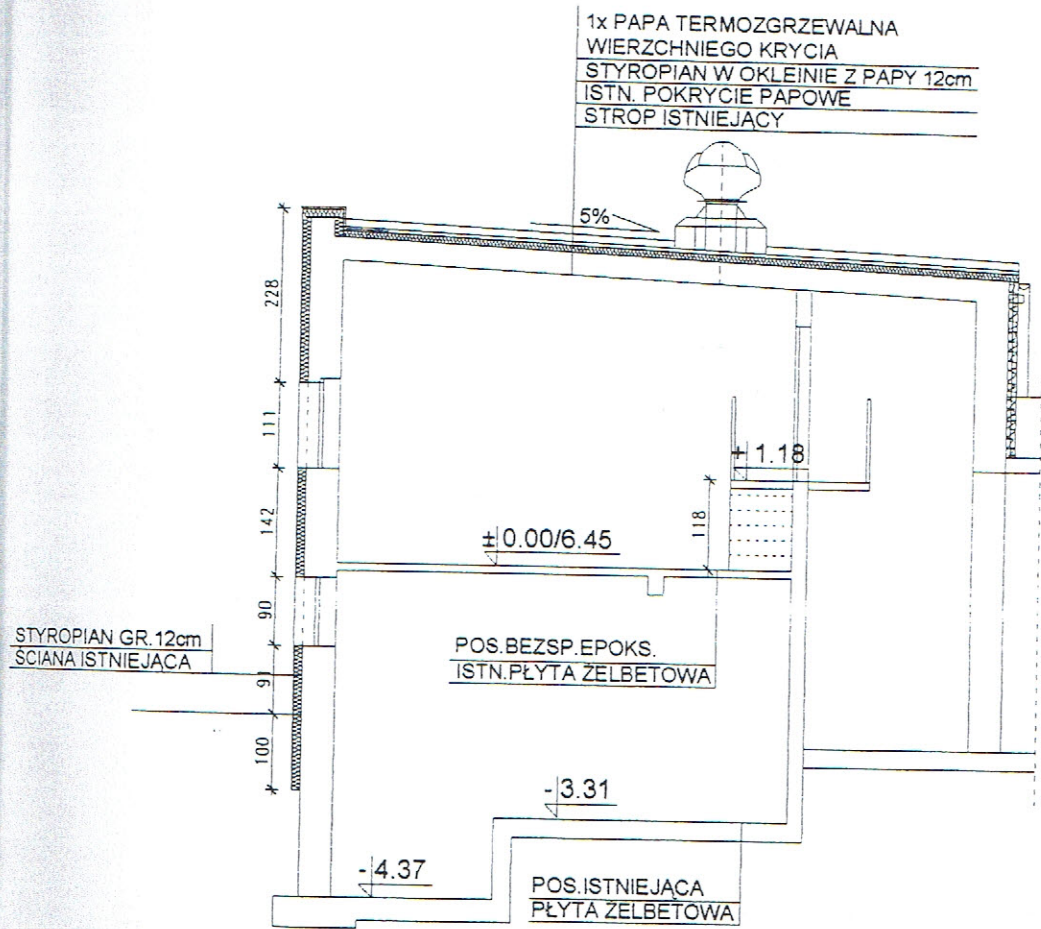 1x PAPA TERMOZGRZEWALNA
WIERZCHNIEGO KRYCIA
STYROPIAN W OKLEINIE Z PAPY 12cm
ISTN. POKRYCIE PAPOWE
STROP ISTNIEJĄCY
5%
228
111
+ 1.18
142
118
± 0.00/6.45
90
STYROPIAN GR.12cm
ŚCIANA ISTNIEJĄCA
POS.BEZSP.EPOKS.
ISTN.PŁYTA ŻELBETOWA
91
100
- 3.31
- 4.37
POS.ISTNIEJĄCA
PŁYTA ŻELBETOWA